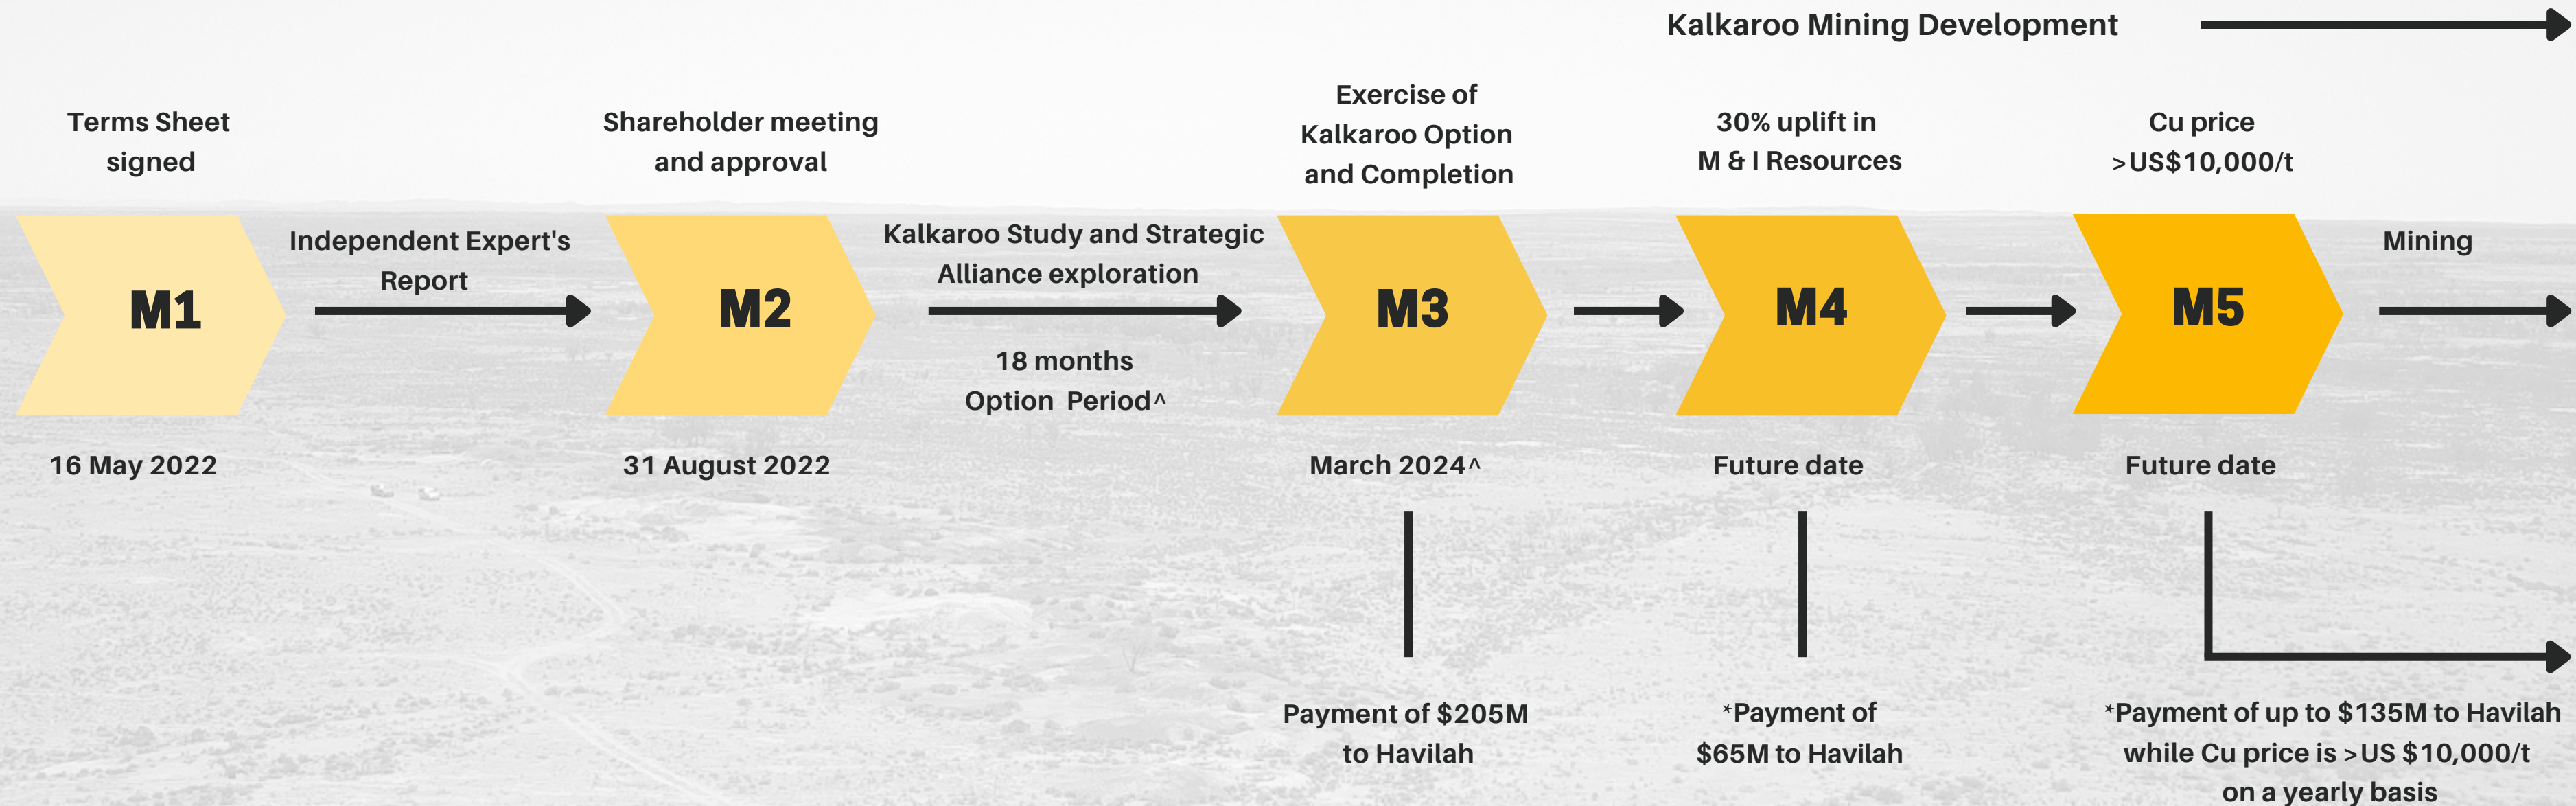 Kalkaroo Mining Development
Terms Sheet
signed
Shareholder meeting
and approval
Exercise of
Kalkaroo Option
and Completion
30% uplift in
M & I Resources
Cu price
>US$10,000/t
M1
Independent Expert's
Report
M2
Kalkaroo Study and Strategic
Alliance exploration
18 months
Option Period^
M3
M4
M5
Mining
16 May 2022
31 August 2022
March 2024^
Future date
Future date
Payment of $205M
to Havilah
*Payment of
$65M to Havilah
*Payment of up to $135M to Havilah
while Cu price is >US $10,000/t
on a yearly basis